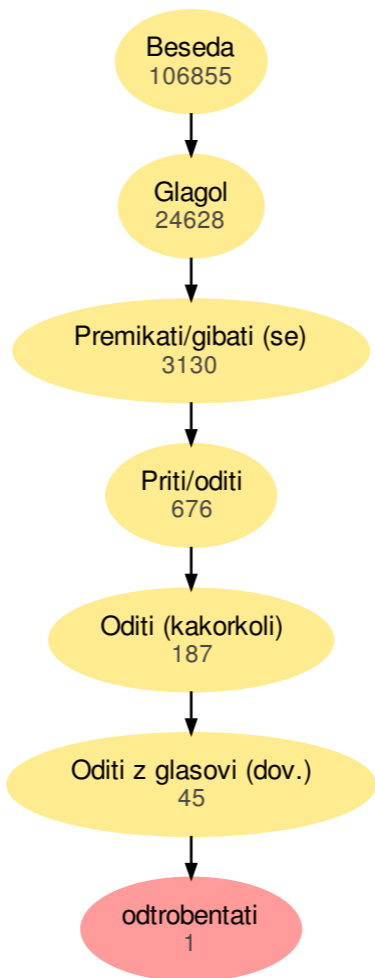 Beseda
106855
Glagol
24628
Premikati/gibati (se)
3130
Priti/oditi
676
Oditi (kakorkoli)
187
Oditi z glasovi (dov.)
45
odtrobentati
1